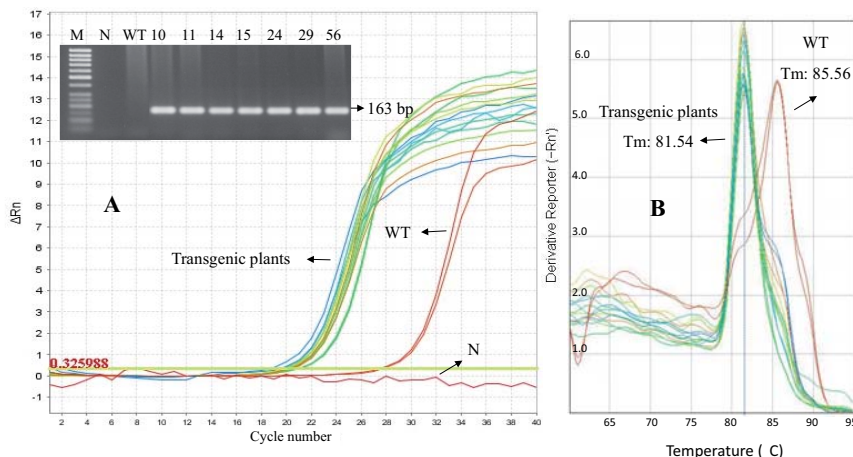 M N WT 10 11 14 15 24 29 56
163 bp
17
16
15
14
13
12
11
10
9
8
7
6
5
4
3
2
1
0
-1
ΔRn
A
Transgenic plants
WT
N
0.325988
2 4 6 8 10 12 14 16 18 20 22 24 26 28 30 32 34 36 38 40
Cycle number
6.0
5.0
4.0
3.0
2.0
1.0
Derivative Reporter (-Rn')
WT
Tm: 85.56
Transgenic plants
Tm: 81.54
B
65 70 75 80 85 90 95
Temperature ( C)